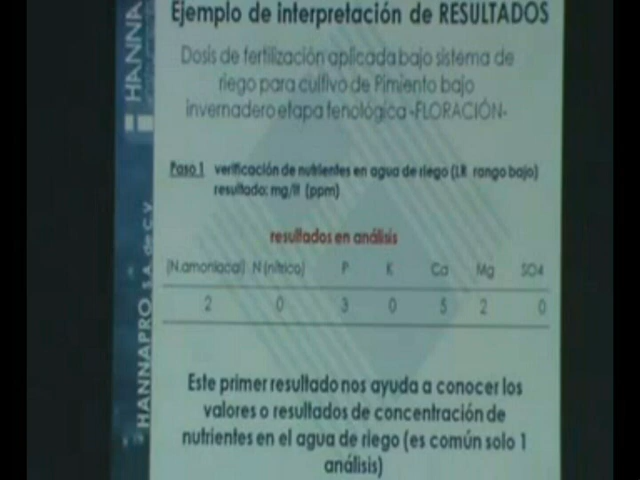 Ejemplo de interpretación de RESULTADOS
Dosis de fertilización aplicada bajo sistema de
riego para cultivo de Pimiento bajo
invernadero etapa fenológica -FLORACIÓN-
Paso 1 verificación de nutrientes en agua de riego (LR rango bajo)
resultado: mg/lt (ppm)
resultados en análisis
(N.amoniacal) N (nítrico) P K Ca Mg SO4
2 0 3 0 5 2 0
Este primer resultado nos ayuda a conocer los
valores o resultados de concentración de
nutrientes en el agua de riego (es común solo 1
análisis)
HANNA
HANNAPRO S.A. de C.V.